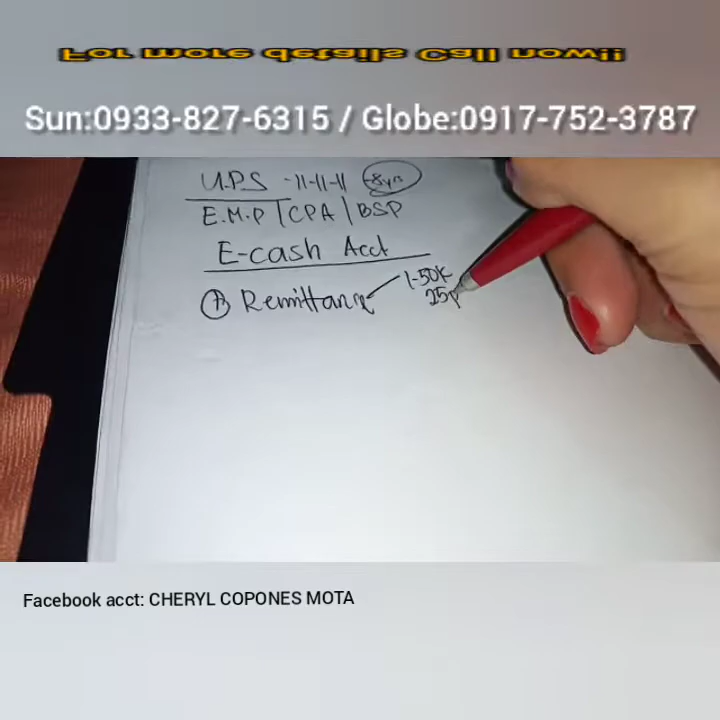 For more details Call now!!
Sun:0933-827-6315 / Globe:0917-752-3787
U.P.S -11-11-11 8yrs
E.M.P | CPA | BSP
E-cash Acct
Remittance 1-50K
25p
Facebook acct: CHERYL COPONES MOTA